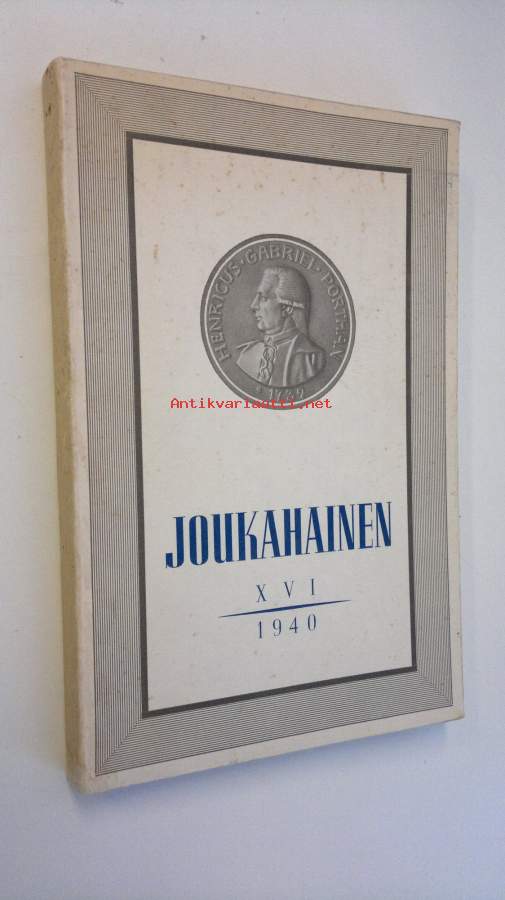 HENRICUS · GABRIEL · PORTHAN
* 1739
Antikvariaatti.net
JOUKAHAINEN
XVI
1940